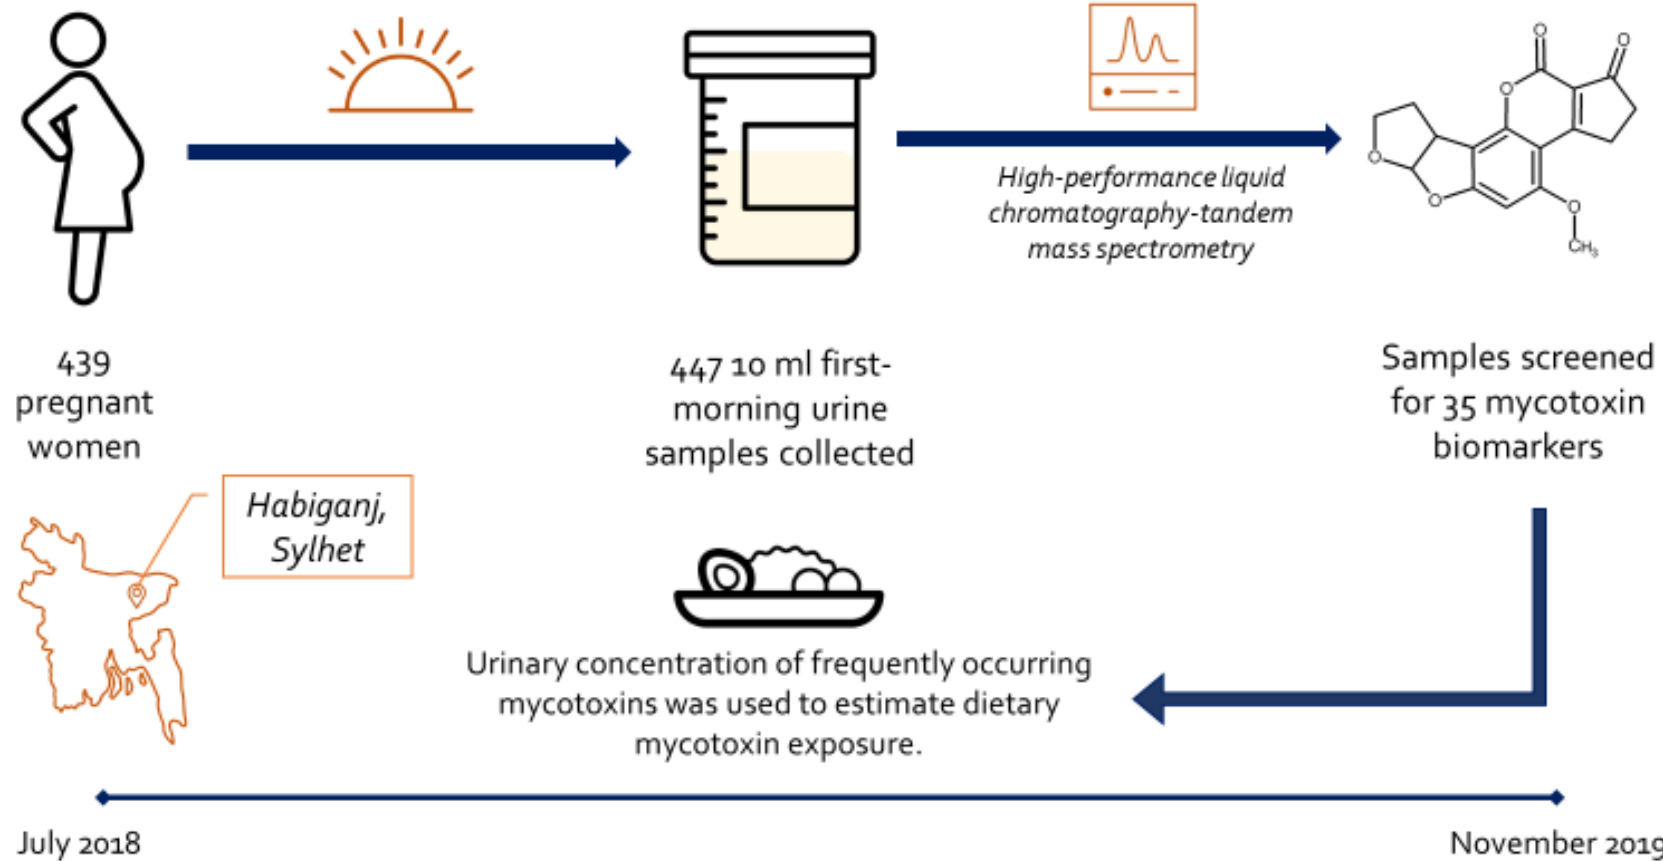 High-performance liquid
chromatography-tandem
mass spectrometry
O
O
O
O
O
O
CH₃
439
pregnant
women
447 10 ml first-
morning urine
samples collected
Samples screened
for 35 mycotoxin
biomarkers
Habiganj,
Sylhet
Urinary concentration of frequently occurring
mycotoxins was used to estimate dietary
mycotoxin exposure.
July 2018
November 2019